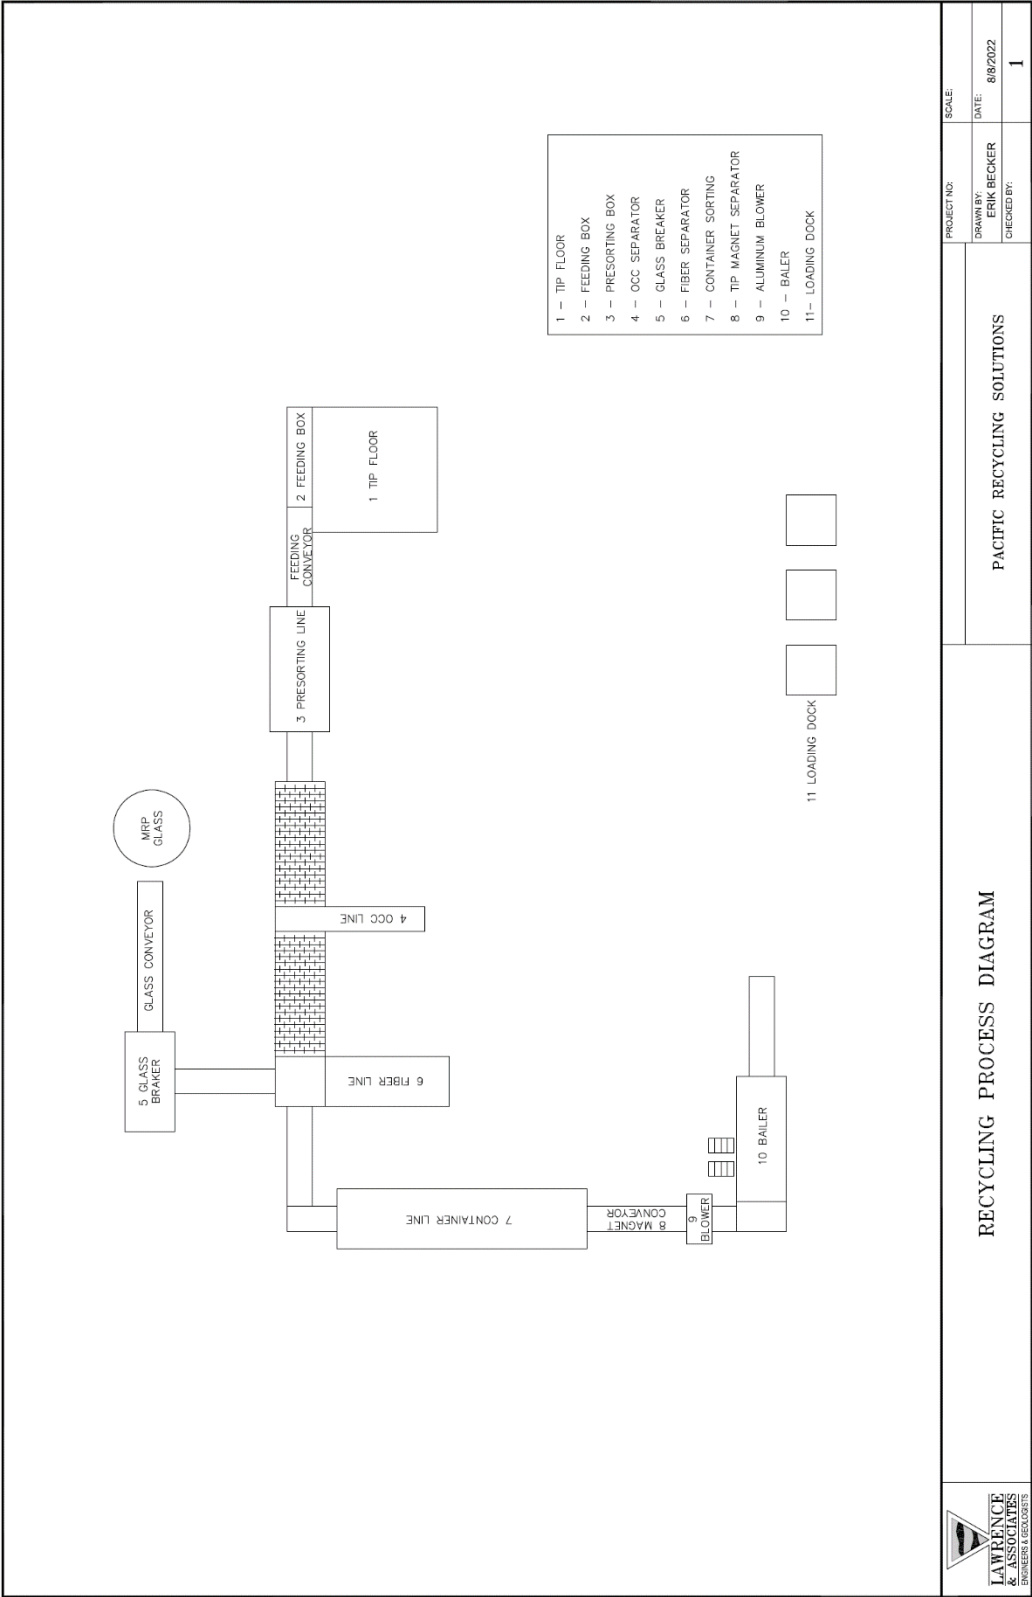 1 – TIP FLOOR
2 – FEEDING BOX
3 – PRESORTING BOX
4 – OCC SEPARATOR
5 – GLASS BREAKER
6 – FIBER SEPARATOR
7 – CONTAINER SORTING
8 – TIP MAGNET SEPARATOR
9 – ALUMINUM BLOWER
10 – BALER
11– LOADING DOCK
MRP
GLASS
GLASS CONVEYOR
5 GLASS
BRAKER
2 FEEDING BOX
1 TIP FLOOR
FEEDING
CONVEYOR
3 PRESORTING LINE
4 OCC LINE
6 FIBER LINE
7 CONTAINER LINE
8 MAGNET
CONVEYOR
9
BLOWER
10 BAILER
11 LOADING DOCK
LAWRENCE
& ASSOCIATES
ENGINEERS & GEOLOGISTS
RECYCLING PROCESS DIAGRAM
PACIFIC RECYCLING SOLUTIONS
PROJECT NO:
SCALE:
DRAWN BY:
ERIK BECKER
DATE:
8/8/2022
CHECKED BY:
1